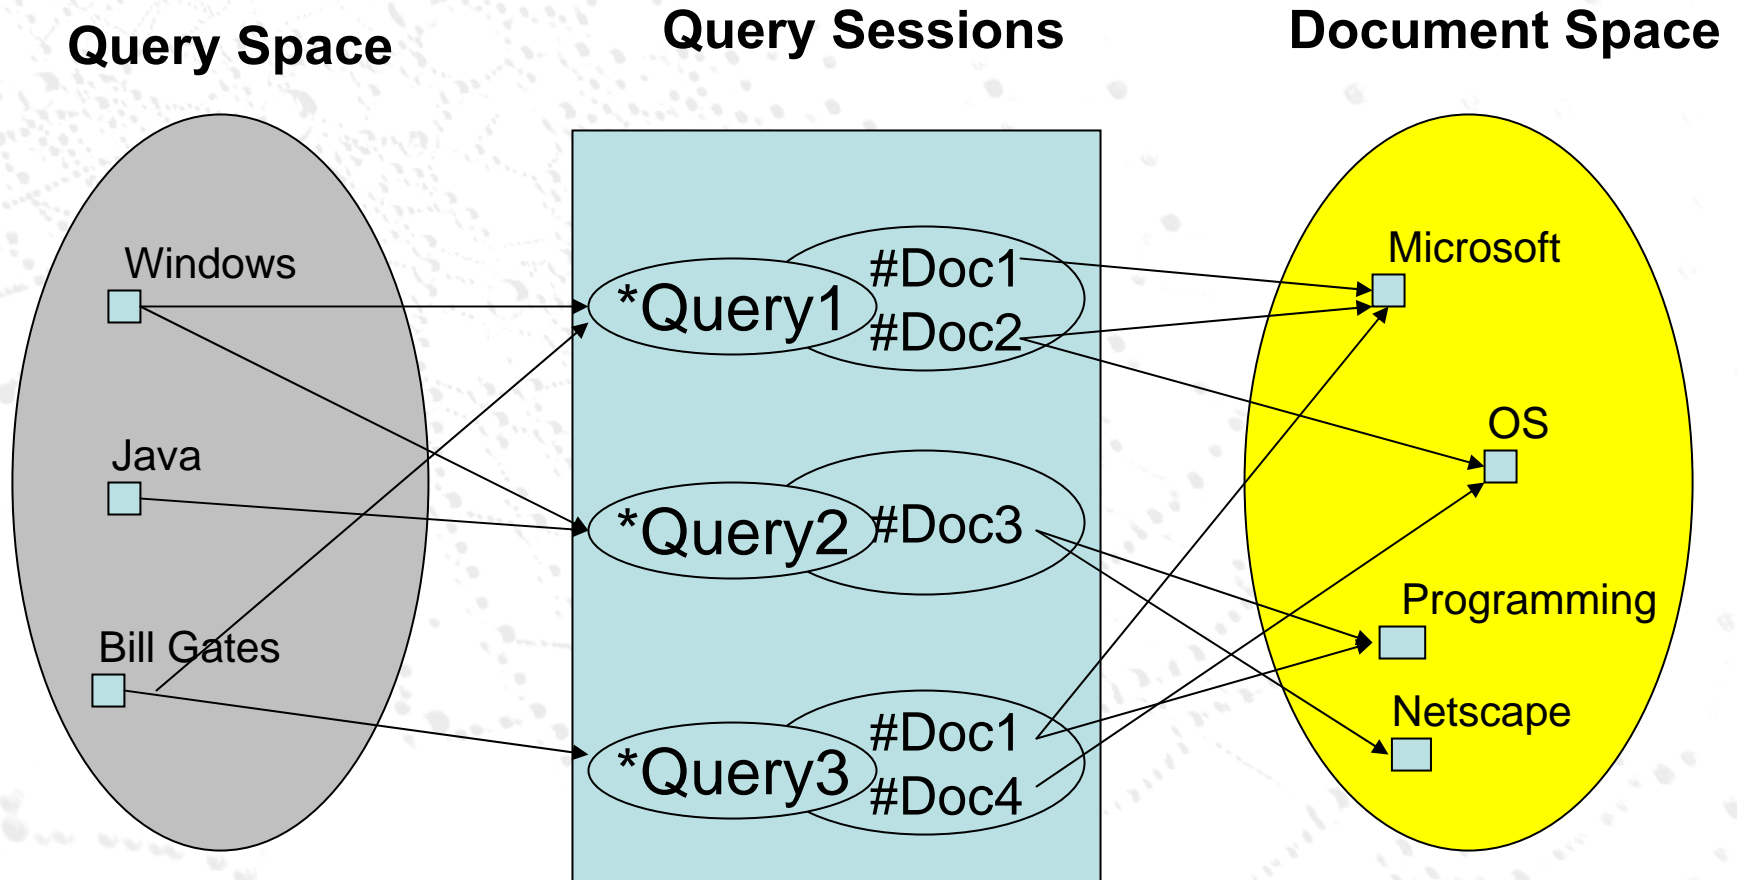 Query Space
Query Sessions
Document Space
Windows
Java
Bill Gates
*Query1
#Doc1
#Doc2
*Query2
#Doc3
*Query3
#Doc1
#Doc4
Microsoft
OS
Programming
Netscape